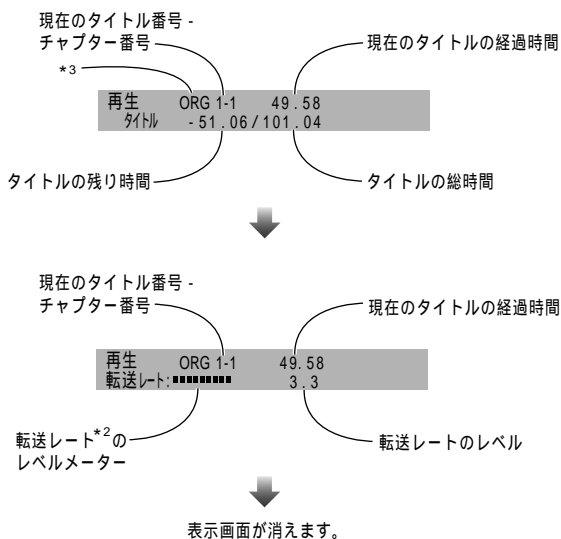 現在のタイトル番号 -
チャプター番号
現在のタイトルの経過時間
*3
再生 ORG 1-1 49.58
タイトル -51.06/101.04
タイトルの残り時間
タイトルの総時間
現在のタイトル番号 -
チャプター番号
現在のタイトルの経過時間
再生 ORG 1-1 49.58
転送レート: 3.3
転送レート*2の
レベルメーター
転送レートのレベル
表示画面が消えます。